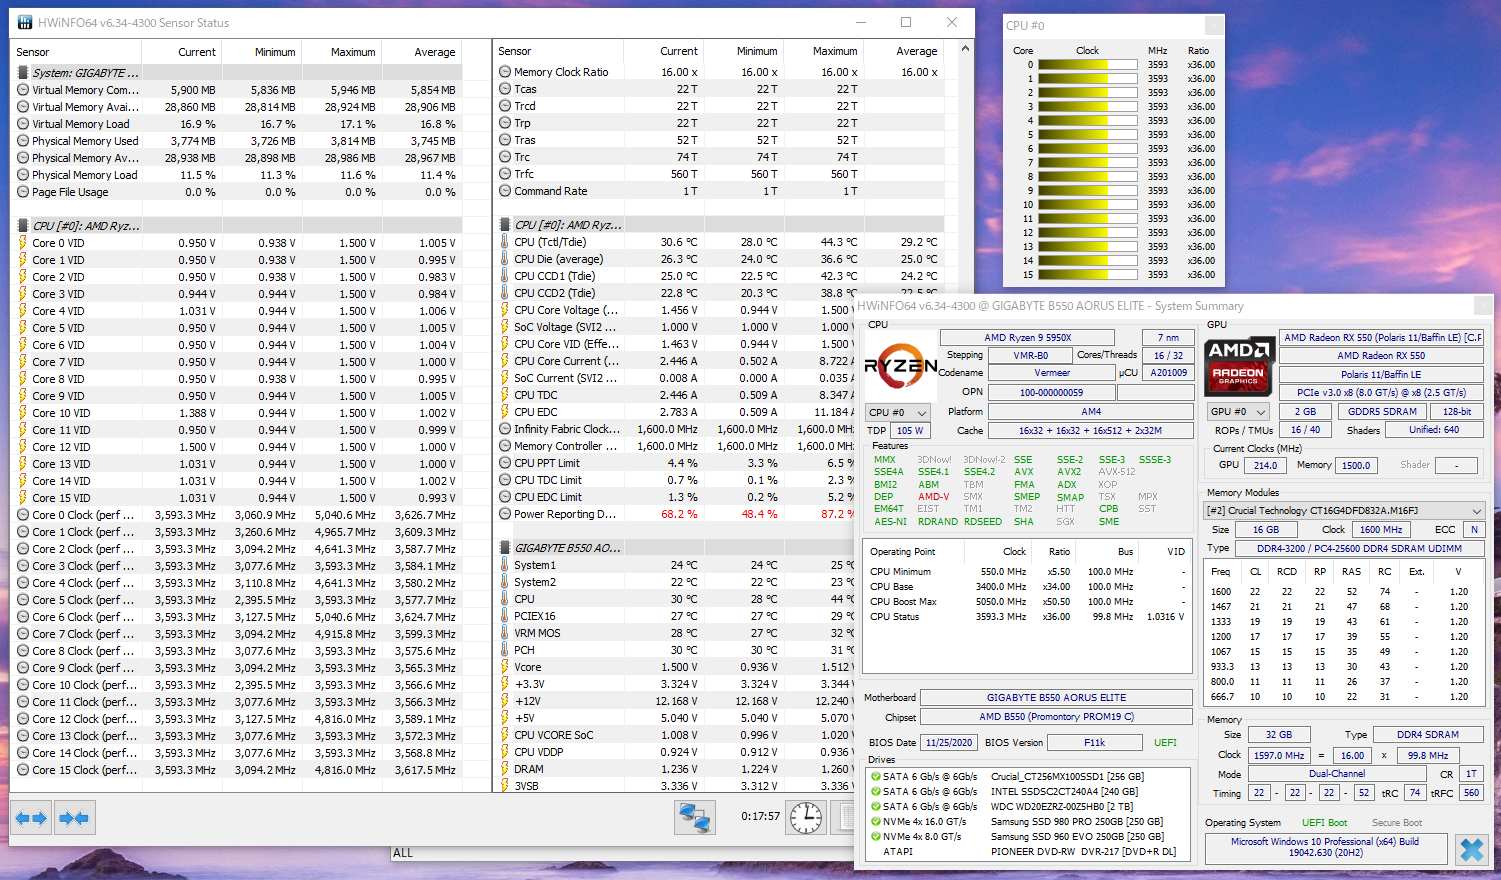 HWiNFO64 v6.34-4300 Sensor Status
Sensor Current Minimum Maximum Average
System: GIGABYTE ...
Virtual Memory Com... 5,900 MB 5,836 MB 5,946 MB 5,854 MB
Virtual Memory Avai... 28,860 MB 28,814 MB 28,924 MB 28,906 MB
Virtual Memory Load 16.9 % 16.7 % 17.1 % 16.8 %
Physical Memory Used 3,774 MB 3,726 MB 3,814 MB 3,745 MB
Physical Memory Av... 28,938 MB 28,898 MB 28,986 MB 28,967 MB
Physical Memory Load 11.5 % 11.3 % 11.6 % 11.4 %
Page File Usage 0.0 % 0.0 % 0.0 % 0.0 %
CPU [#0]: AMD Ryz...
Core 0 VID 0.950 V 0.938 V 1.500 V 1.005 V
Core 1 VID 0.950 V 0.938 V 1.500 V 0.995 V
Core 2 VID 0.950 V 0.938 V 1.500 V 0.983 V
Core 3 VID 0.944 V 0.944 V 1.500 V 0.984 V
Core 4 VID 1.031 V 0.944 V 1.500 V 1.006 V
Core 5 VID 0.950 V 0.944 V 1.500 V 1.005 V
Core 6 VID 0.950 V 0.944 V 1.500 V 1.004 V
Core 7 VID 0.950 V 0.944 V 1.500 V 1.000 V
Core 8 VID 0.950 V 0.944 V 1.500 V 0.995 V
Core 9 VID 0.950 V 0.944 V 1.500 V 1.005 V
Core 10 VID 1.388 V 0.944 V 1.500 V 1.002 V
Core 11 VID 0.950 V 0.944 V 1.500 V 0.999 V
Core 12 VID 1.500 V 0.944 V 1.500 V 1.000 V
Core 13 VID 1.031 V 0.944 V 1.500 V 1.000 V
Core 14 VID 1.031 V 0.944 V 1.500 V 1.002 V
Core 15 VID 1.031 V 0.944 V 1.500 V 0.993 V
Core 0 Clock (perf ... 3,593.3 MHz 3,060.9 MHz 5,040.6 MHz 3,626.7 MHz
Core 1 Clock (perf ... 3,593.3 MHz 3,260.6 MHz 4,965.7 MHz 3,609.3 MHz
Core 2 Clock (perf ... 3,593.3 MHz 3,094.2 MHz 4,641.3 MHz 3,587.7 MHz
Core 3 Clock (perf ... 3,593.3 MHz 3,077.6 MHz 3,593.3 MHz 3,584.1 MHz
Core 4 Clock (perf ... 3,593.3 MHz 3,110.8 MHz 4,641.3 MHz 3,580.2 MHz
Core 5 Clock (perf ... 3,593.3 MHz 2,395.5 MHz 3,593.3 MHz 3,577.7 MHz
Core 6 Clock (perf ... 3,593.3 MHz 3,127.5 MHz 5,040.6 MHz 3,624.7 MHz
Core 7 Clock (perf ... 3,593.3 MHz 3,094.2 MHz 4,915.8 MHz 3,599.3 MHz
Core 8 Clock (perf ... 3,593.3 MHz 3,077.6 MHz 3,593.3 MHz 3,575.6 MHz
Core 9 Clock (perf ... 3,593.3 MHz 3,094.2 MHz 3,593.3 MHz 3,565.3 MHz
Core 10 Clock (perf... 3,593.3 MHz 2,395.5 MHz 3,593.3 MHz 3,566.6 MHz
Core 11 Clock (perf... 3,593.3 MHz 3,077.6 MHz 3,593.3 MHz 3,566.3 MHz
Core 12 Clock (perf... 3,593.3 MHz 3,127.5 MHz 4,816.0 MHz 3,589.1 MHz
Core 13 Clock (perf... 3,593.3 MHz 3,077.6 MHz 3,593.3 MHz 3,572.3 MHz
Core 14 Clock (perf... 3,593.3 MHz 3,077.6 MHz 3,593.3 MHz 3,568.8 MHz
Core 15 Clock (perf... 3,593.3 MHz 3,094.2 MHz 4,816.0 MHz 3,617.5 MHz
Sensor Current Minimum Maximum Average
Memory Clock Ratio 16.00 x 16.00 x 16.00 x 16.00 x
Tcas 22 T 22 T 22 T
Trcd 22 T 22 T 22 T
Trp 22 T 22 T 22 T
Tras 52 T 52 T 52 T
Trc 74 T 74 T 74 T
Trfc 560 T 560 T 560 T
Command Rate 1 T 1 T 1 T
CPU [#0]: AMD Ryz...
CPU (Tctl/Tdie) 30.6 °C 28.0 °C 44.3 °C 29.2 °C
CPU Die (average) 26.3 °C 24.0 °C 36.6 °C 25.0 °C
CPU CCD1 (Tdie) 25.0 °C 22.5 °C 42.3 °C 24.2 °C
CPU CCD2 (Tdie) 22.8 °C 20.3 °C 38.8 °C 22.5 °C
CPU Core Voltage (... 1.456 V 0.944 V 1.500
SoC Voltage (SVI2 ... 1.000 V 1.000 V 1.000
CPU Core VID (Effe... 1.463 V 0.944 V 1.500
CPU Core Current (... 2.446 A 0.502 A 8.722
SoC Current (SVI2 ... 0.008 A 0.000 A 0.035
CPU TDC 2.446 A 0.509 A 8.347
CPU EDC 2.783 A 0.509 A 11.184
Infinity Fabric Clock... 1,600.0 MHz 1,600.0 MHz 1,600.0 MHz
Memory Controller ... 1,600.0 MHz 1,600.0 MHz 1,600.0 MHz
CPU PPT Limit 4.4 % 3.3 % 6.5
CPU TDC Limit 0.7 % 0.1 % 2.3
CPU EDC Limit 1.3 % 0.2 % 5.2
Power Reporting D... 68.2 % 48.4 % 87.2
GIGABYTE B550 AO...
System1 24 °C 24 °C 25
System2 22 °C 22 °C 23
CPU 30 °C 28 °C 44
PCIEX16 27 °C 27 °C 29
VRM MOS 28 °C 27 °C 32
PCH 30 °C 30 °C 31
Vcore 1.500 V 0.936 V 1.512
+3.3V 3.324 V 3.324 V 3.344
+12V 12.168 V 12.168 V 12.240
+5V 5.040 V 5.040 V 5.070
CPU VCORE SoC 1.008 V 0.996 V 1.020
CPU VDDP 0.924 V 0.912 V 0.936
DRAM 1.236 V 1.224 V 1.260
3VSB 3.336 V 3.312 V 3.336
0:17:57
ALL
CPU #0
Core Clock MHz Ratio
0 3593 x36.00
1 3593 x36.00
2 3593 x36.00
3 3593 x36.00
4 3593 x36.00
5 3593 x36.00
6 3593 x36.00
7 3593 x36.00
8 3593 x36.00
9 3593 x36.00
10 3593 x36.00
11 3593 x36.00
12 3593 x36.00
13 3593 x36.00
14 3593 x36.00
15 3593 x36.00
HWiNFO64 v6.34-4300 @ GIGABYTE B550 AORUS ELITE - System Summary
CPU
RYZEN
AMD Ryzen 9 5950X 7 nm
Stepping VMR-B0 Cores/Threads 16 / 32
Codename Vermeer µCU A201009
OPN 100-000000059
CPU #0 Platform AM4
TDP 105 W Cache 16x32 + 16x32 + 16x512 + 2x32M
Features
MMX 3DNow! 3DNow!-2 SSE SSE-2 SSE-3 SSSE-3
SSE4A SSE4.1 SSE4.2 AVX AVX2 AVX-512
BMI2 ABM TBM FMA ADX XOP
DEP AMD-V SMX SMEP SMAP TSX MPX
EM64T EIST TM1 TM2 HTT CPB SST
AES-NI RDRAND RDSEED SHA SGX SME
Operating Point Clock Ratio Bus VID
CPU Minimum 550.0 MHz x5.50 100.0 MHz -
CPU Base 3400.0 MHz x34.00 100.0 MHz -
CPU Boost Max 5050.0 MHz x50.50 100.0 MHz -
CPU Status 3593.3 MHz x36.00 99.8 MHz 1.0316 V
Motherboard GIGABYTE B550 AORUS ELITE
Chipset AMD B550 (Promontory PROM19 C)
BIOS Date 11/25/2020 BIOS Version F11k UEFI
Drives
SATA 6 Gb/s @ 6Gb/s Crucial_CT256MX100SSD1 [256 GB]
SATA 6 Gb/s @ 6Gb/s INTEL SSDSC2CT240A4 [240 GB]
SATA 6 Gb/s @ 6Gb/s WDC WD20EZRZ-00Z5HB0 [2 TB]
NVMe 4x 16.0 GT/s Samsung SSD 980 PRO 250GB [250 GB]
NVMe 4x 8.0 GT/s Samsung SSD 960 EVO 250GB [250 GB]
ATAPI PIONEER DVD-RW DVR-217 [DVD+R DL]
GPU
AMD
RADEON
GRAPHICS
AMD Radeon RX 550 (Polaris 11/Baffin LE) [C.P
AMD Radeon RX 550
Polaris 11/Baffin LE
PCIe v3.0 x8 (8.0 GT/s) @ x8 (2.5 GT/s)
GPU #0 2 GB GDDR5 SDRAM 128-bit
ROPs / TMUs 16 / 40 Shaders Unified: 640
Current Clocks (MHz)
GPU 214.0 Memory 1500.0 Shader -
Memory Modules
[#2] Crucial Technology CT16G4DFD832A.M16FJ
Size 16 GB Clock 1600 MHz ECC N
Type DDR4-3200 / PC4-25600 DDR4 SDRAM UDIMM
Freq CL RCD RP RAS RC Ext. V
1600 22 22 22 52 74 - 1.20
1467 21 21 21 47 68 - 1.20
1333 19 19 19 43 61 - 1.20
1200 17 17 17 39 55 - 1.20
1067 15 15 15 35 49 - 1.20
933.3 13 13 13 30 43 - 1.20
800.0 11 11 11 26 37 - 1.20
666.7 10 10 10 22 31 - 1.20
Memory
Size 32 GB Type DDR4 SDRAM
Clock 1597.0 MHz = 16.00 x 99.8 MHz
Mode Dual-Channel CR 1T
Timing 22 - 22 - 22 - 52 tRC 74 tRFC 560
Operating System UEFI Boot Secure Boot
Microsoft Windows 10 Professional (x64) Build
19042.630 (20H2)